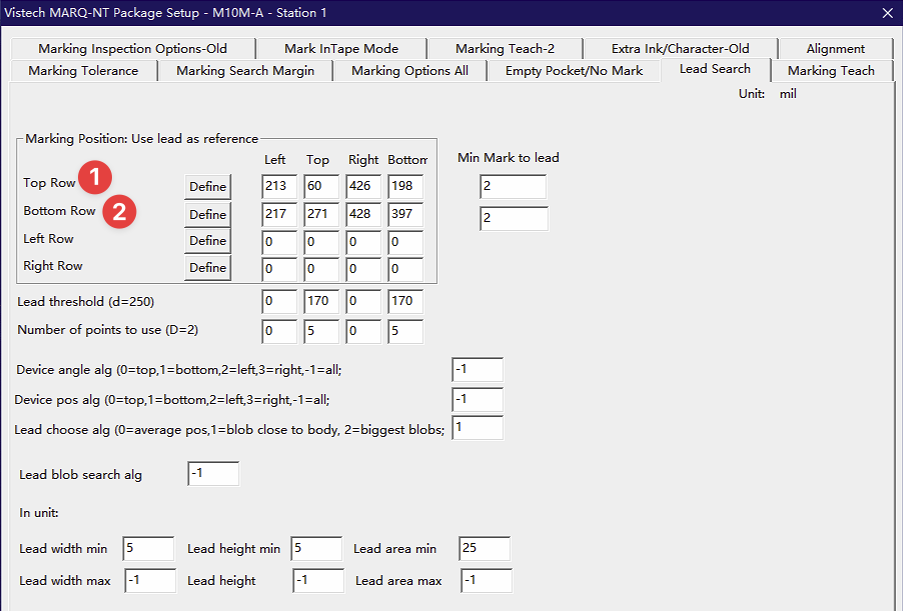 Vistech MARQ-NT Package Setup - M10M-A - Station 1
Marking Inspection Options-Old Mark InTape Mode Marking Teach-2 Extra Ink/Character-Old Alignment
Marking Tolerance Marking Search Margin Marking Options All Empty Pocket/No Mark Lead Search Marking Teach
Unit: mil
Marking Position: Use lead as reference
Left Top Right Bottom Min Mark to lead
Top Row 1 Define 213 60 426 198 2
Bottom Row 2 Define 217 271 428 397 2
Left Row Define 0 0 0 0
Right Row Define 0 0 0 0
Lead threshold (d=250) 0 170 0 170
Number of points to use (D=2) 0 5 0 5
Device angle alg (0=top,1=bottom,2=left,3=right,-1=all; -1
Device pos alg (0=top,1=bottom,2=left,3=right,-1=all; -1
Lead choose alg (0=average pos,1=blob close to body, 2=biggest blobs; 1
Lead blob search alg -1
In unit:
Lead width min 5 Lead height min 5 Lead area min 25
Lead width max -1 Lead height -1 Lead area max -1